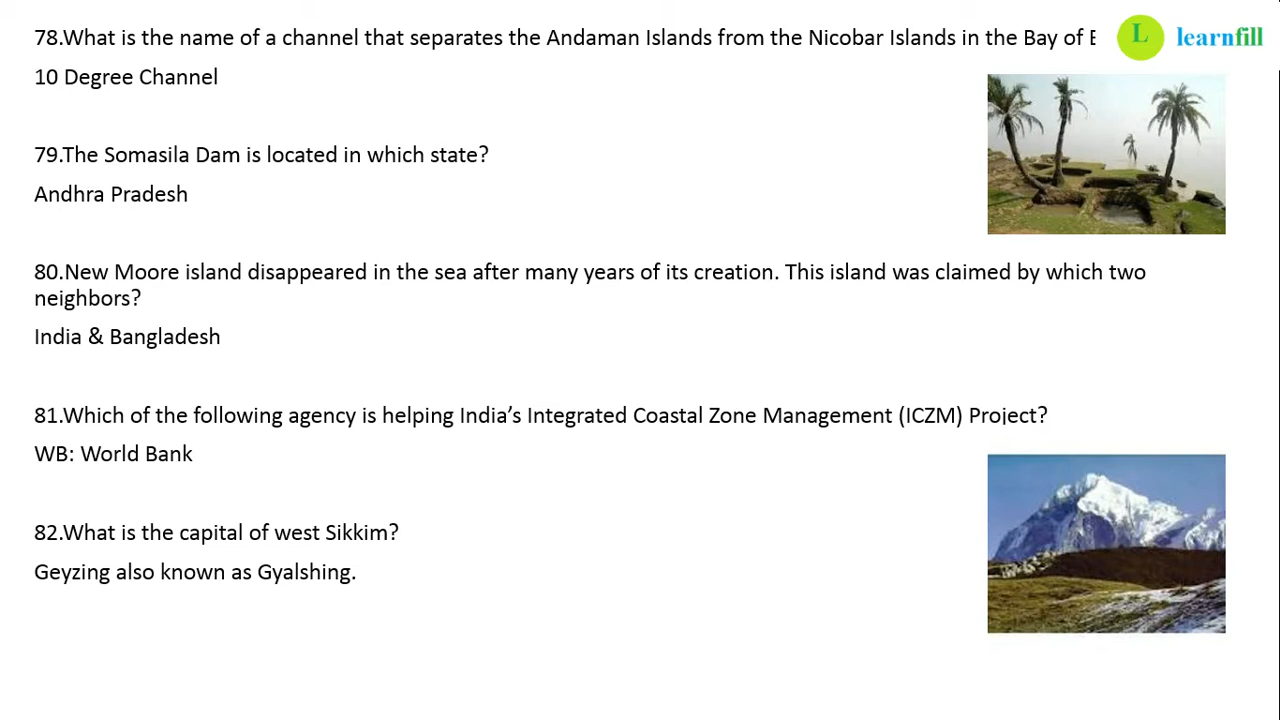 78.What is the name of a channel that separates the Andaman Islands from the Nicobar Islands in the Bay of
L learnfill
10 Degree Channel
79.The Somasila Dam is located in which state?
Andhra Pradesh
80.New Moore island disappeared in the sea after many years of its creation. This island was claimed by which two
neighbors?
India & Bangladesh
81.Which of the following agency is helping India’s Integrated Coastal Zone Management (ICZM) Project?
WB: World Bank
82.What is the capital of west Sikkim?
Geyzing also known as Gyalshing.